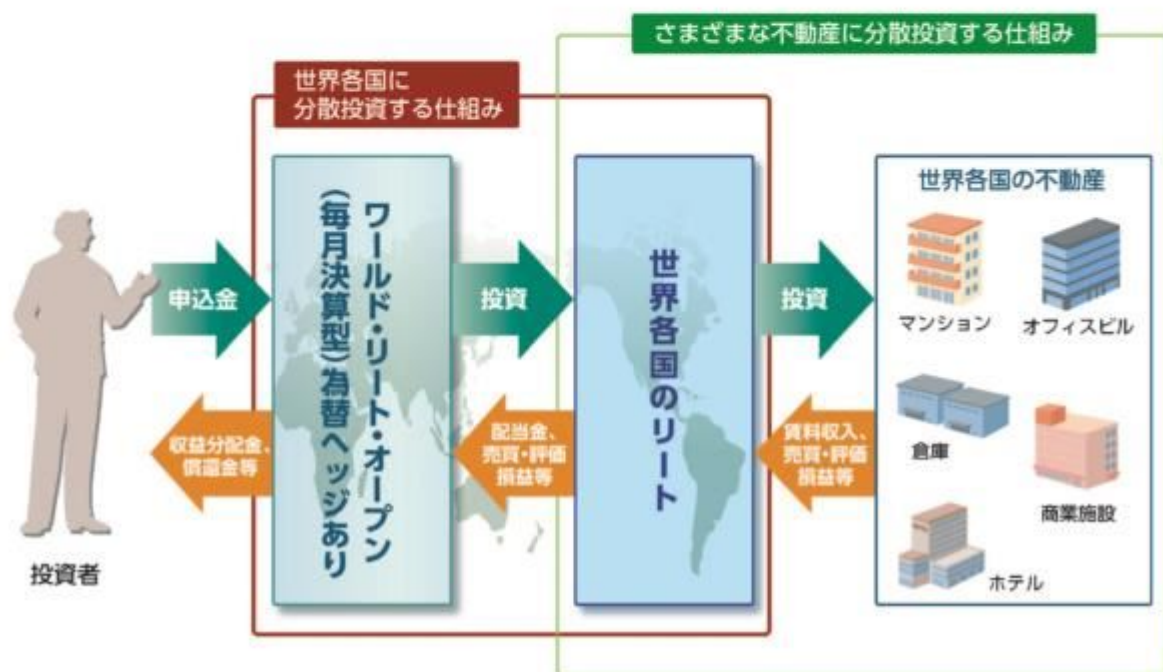 さまざまな不動産に分散投資する仕組み
世界各国に
分散投資する仕組み
投資者
申込金
収益分配金、
償還金等
ワールド・リート・オープン
(毎月決算型)為替ヘッジあり
投資
配当金、
売買・評価
損益等
世界各国のリート
投資
賃料収入、
売買・評価
損益等
世界各国の不動産
マンション
オフィスビル
倉庫
商業施設
ホテル